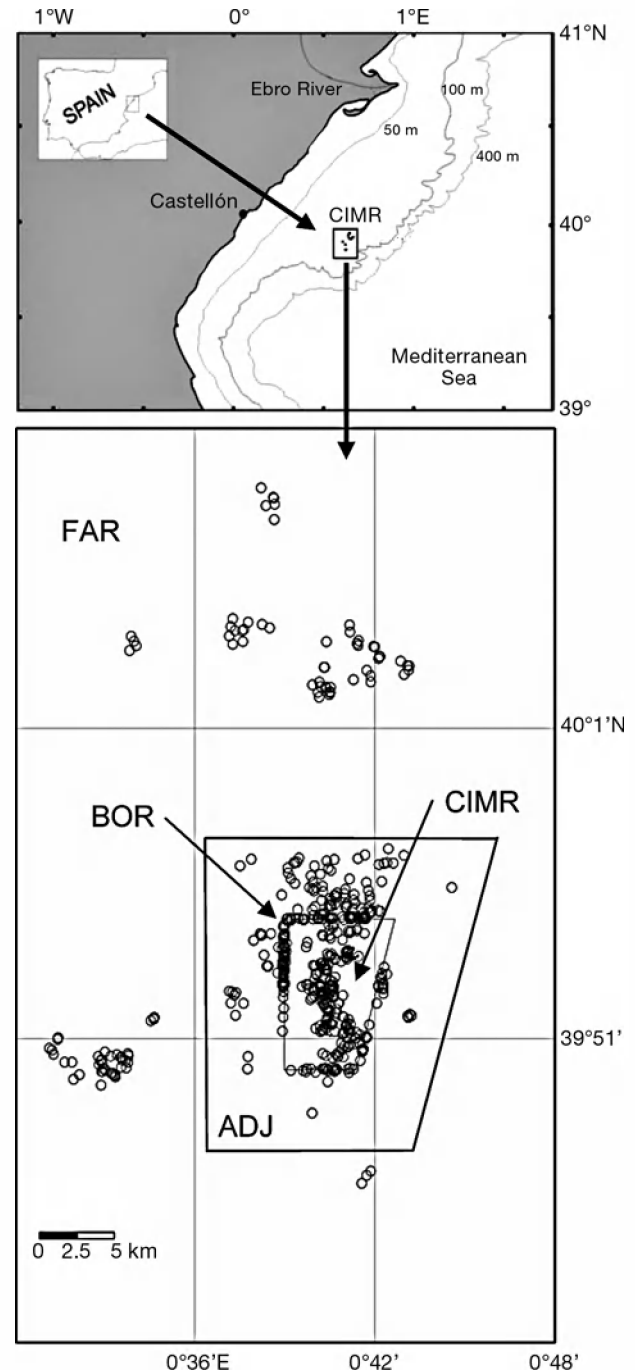 1°W
0°
1°E
41°N
SPAIN
Ebro River
100 m
50 m
400 m
Castellón
CIMR
40°
Mediterranean
Sea
39°
FAR
40°1'N
BOR
CIMR
39°51'
ADJ
0 2.5 5 km
0°36'E
0°42'
0°48'